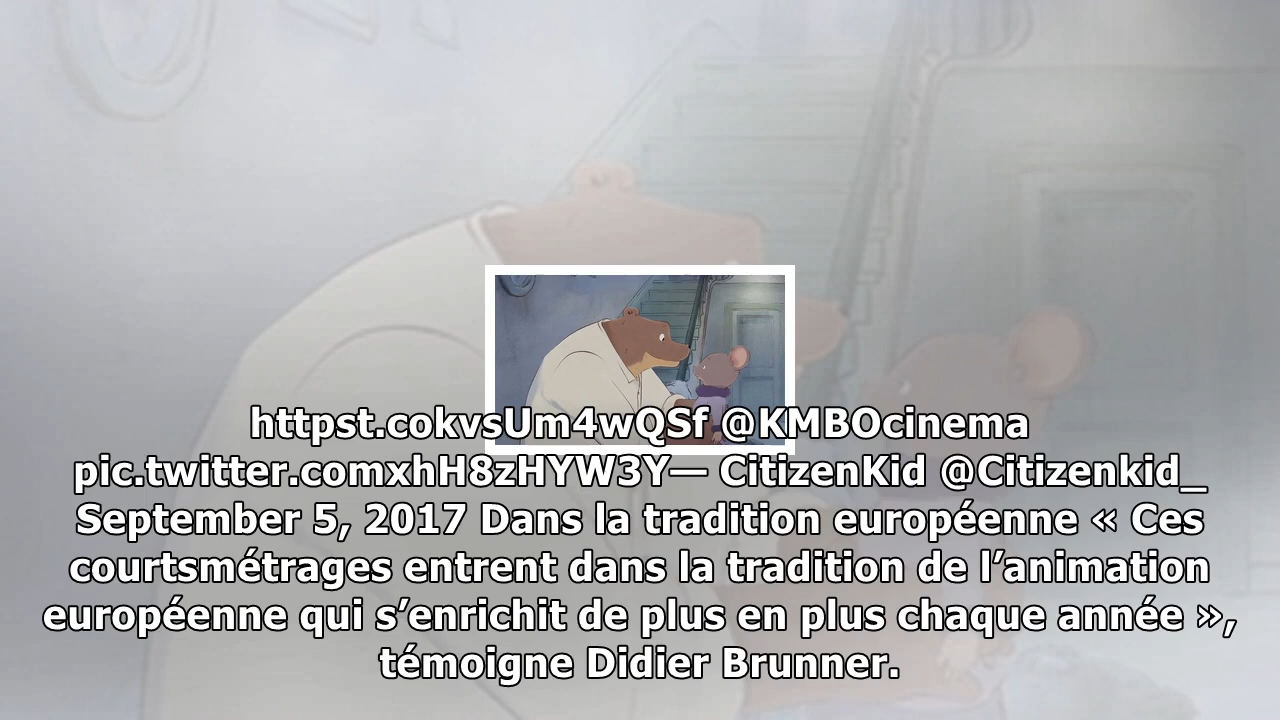 httpst.cokvsUm4wQSf @KMBOcinema
pic.twitter.comxhH8zHYW3Y— CitizenKid @Citizenkid_
September 5, 2017 Dans la tradition européenne « Ces
courtsmétrages entrent dans la tradition de l’animation
européenne qui s’enrichit de plus en plus chaque année »,
témoigne Didier Brunner.